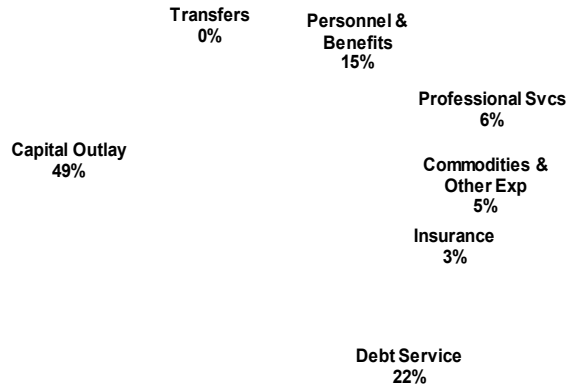 Transfers
0%
Personnel &
Benefits
15%
Professional Svcs
6%
Capital Outlay
49%
Commodities &
Other Exp
5%
Insurance
3%
Debt Service
22%